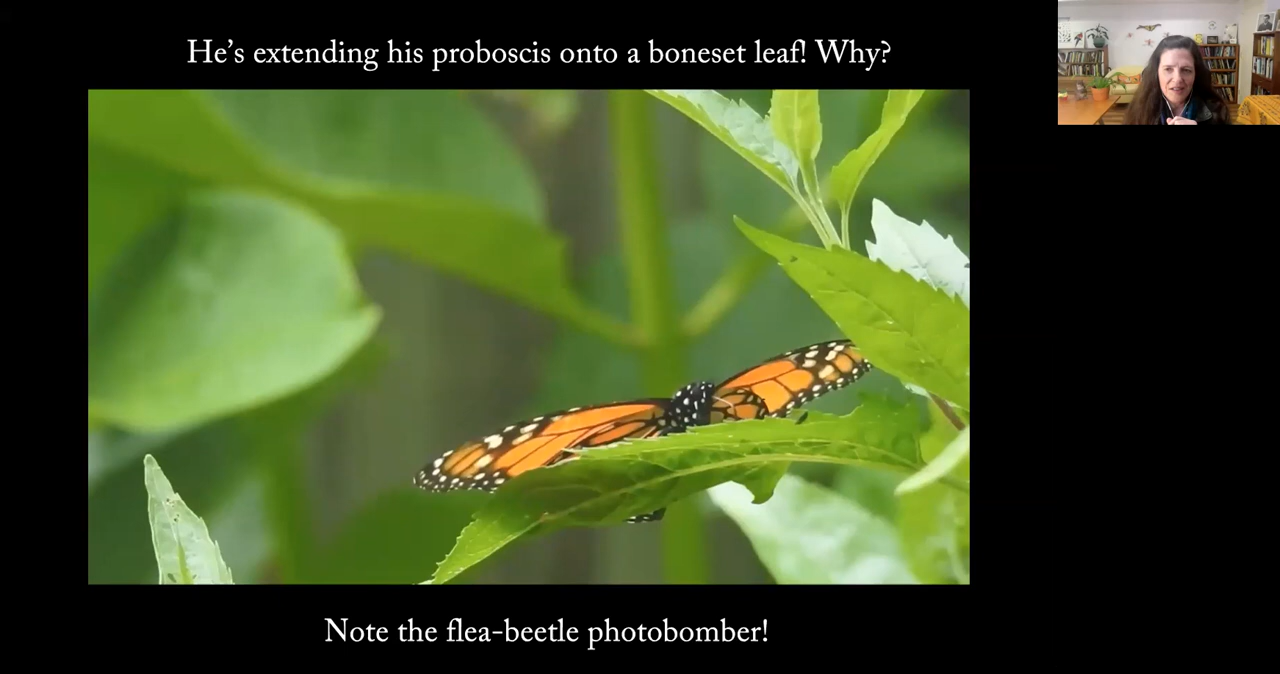 He’s extending his proboscis onto a boneset leaf! Why?
Note the flea-beetle photobomber!